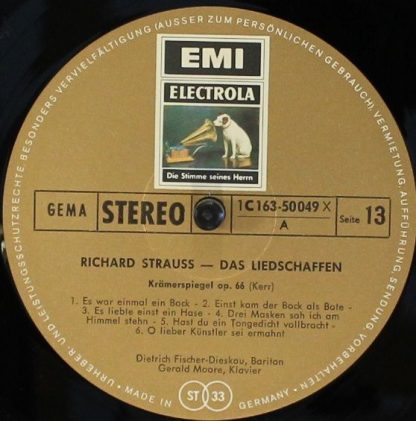 EMI
ELECTROLA
Die Stimme seines Herrn
GEMA
STEREO
1C 163-50049 X
A
Seite 13
RICHARD STRAUSS — DAS LIEDSCHAFFEN
Krämerspiegel op. 66 (Kerr)
1. Es war einmal ein Bock - 2. Einst kam der Bock als Bote -
3. Es liebte einst ein Hase - 4. Drei Masken sah ich am
Himmel stehn - 5. Hast du ein Tongedicht vollbracht -
6. O lieber Künstler sei ermahnt
Dietrich Fischer-Dieskau, Bariton
Gerald Moore, Klavier
ST 33
URHEBER- UND LEISTUNGSSCHUTZRECHTE, BESONDERS VERVIELFÄLTIGUNG (AUSSER ZUM PERSÖNLICHEN GEBRAUCH), VERMIETUNG, AUFFÜHRUNG, SENDUNG VORBEHALTEN · MADE IN GERMANY ·